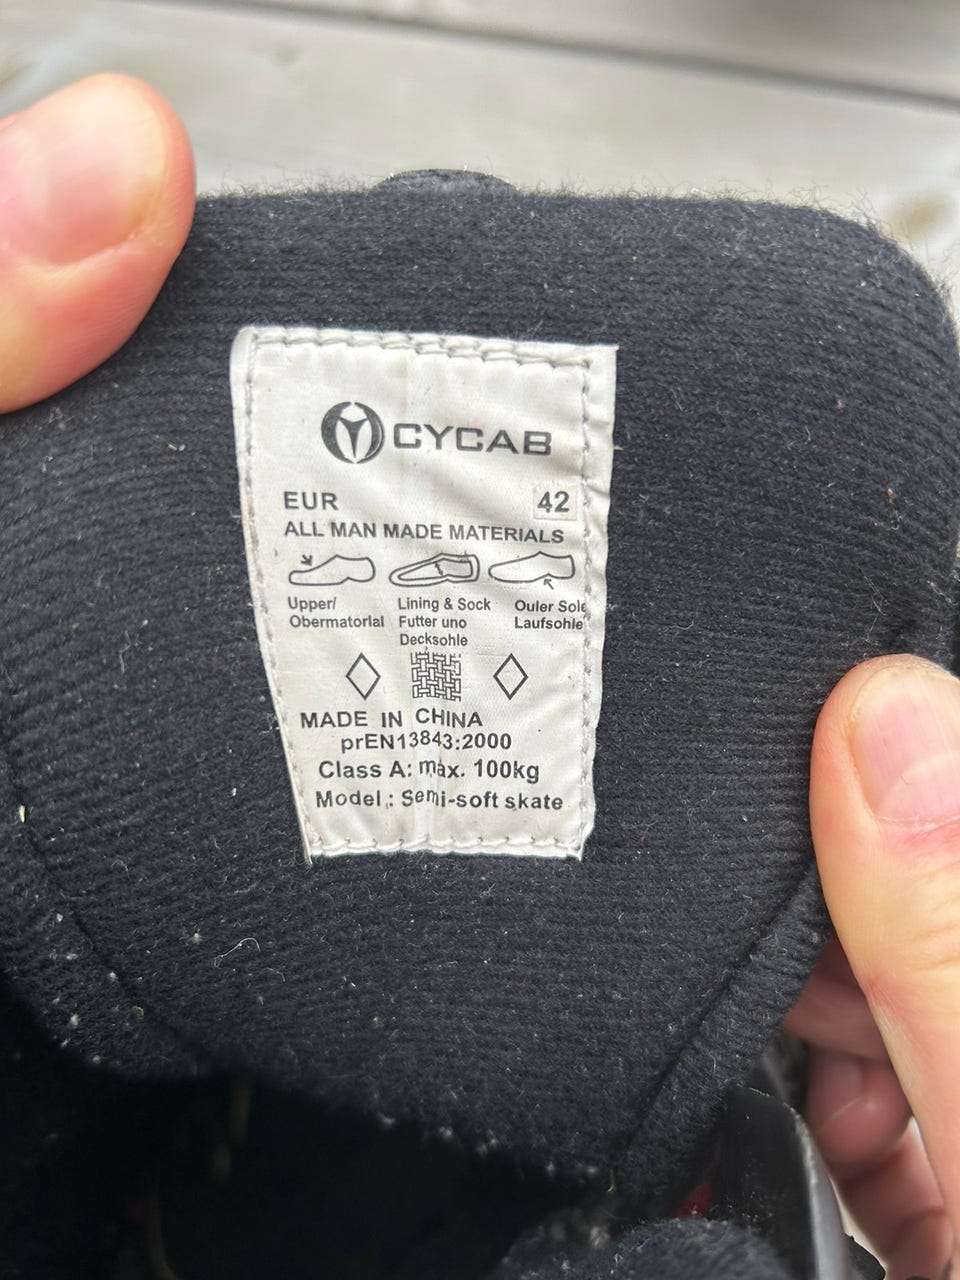 CYCAB
EUR 42
ALL MAN MADE MATERIALS
Upper/ Lining & Sock Ouler Sole
Obermatorlal Futter uno Laufsohle
Decksohle
MADE IN CHINA
prEN13843:2000
Class A: max. 100kg
Model : Semi-soft skate